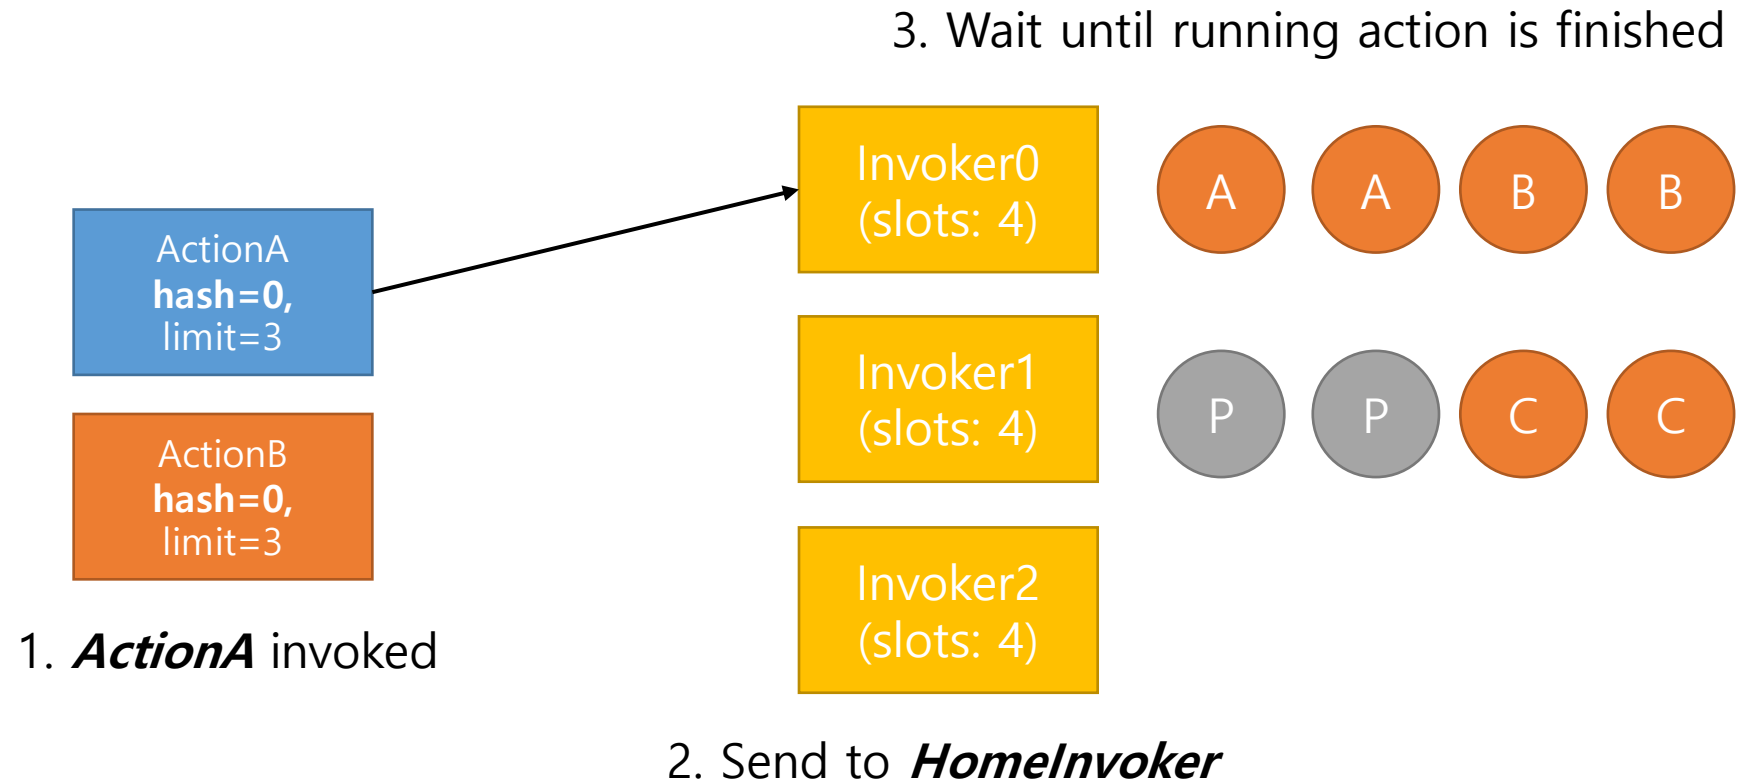 3. Wait until running action is finished
Invoker0
(slots: 4)
A A B B
ActionA
hash=0,
limit=3
Invoker1
(slots: 4)
P P C C
ActionB
hash=0,
limit=3
Invoker2
(slots: 4)
1. ActionA invoked
2. Send to HomeInvoker